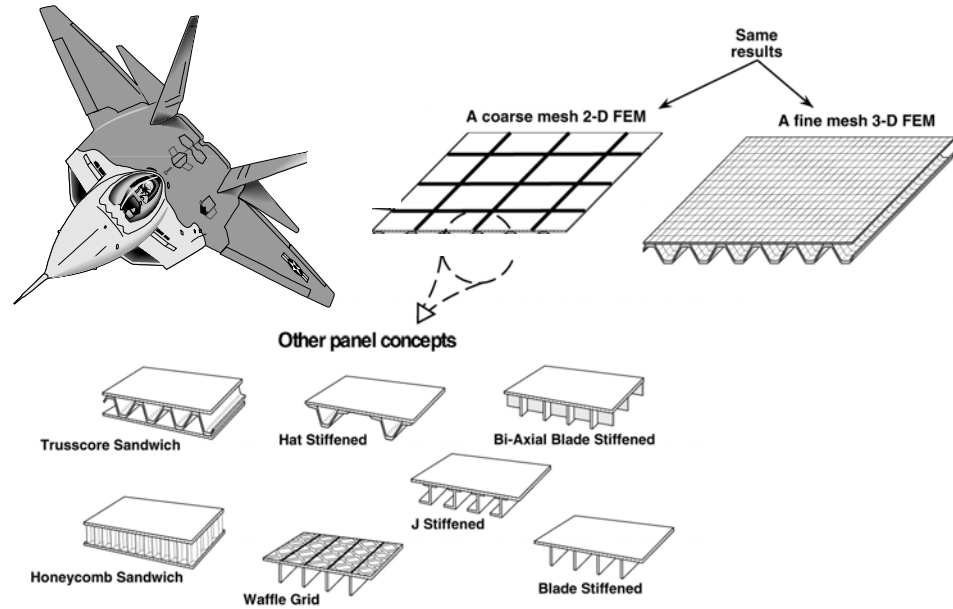 Same
results
A coarse mesh 2-D FEM
A fine mesh 3-D FEM
Other panel concepts
Trusscore Sandwich
Hat Stiffened
Bi-Axial Blade Stiffened
J Stiffened
Honeycomb Sandwich
Waffle Grid
Blade Stiffened